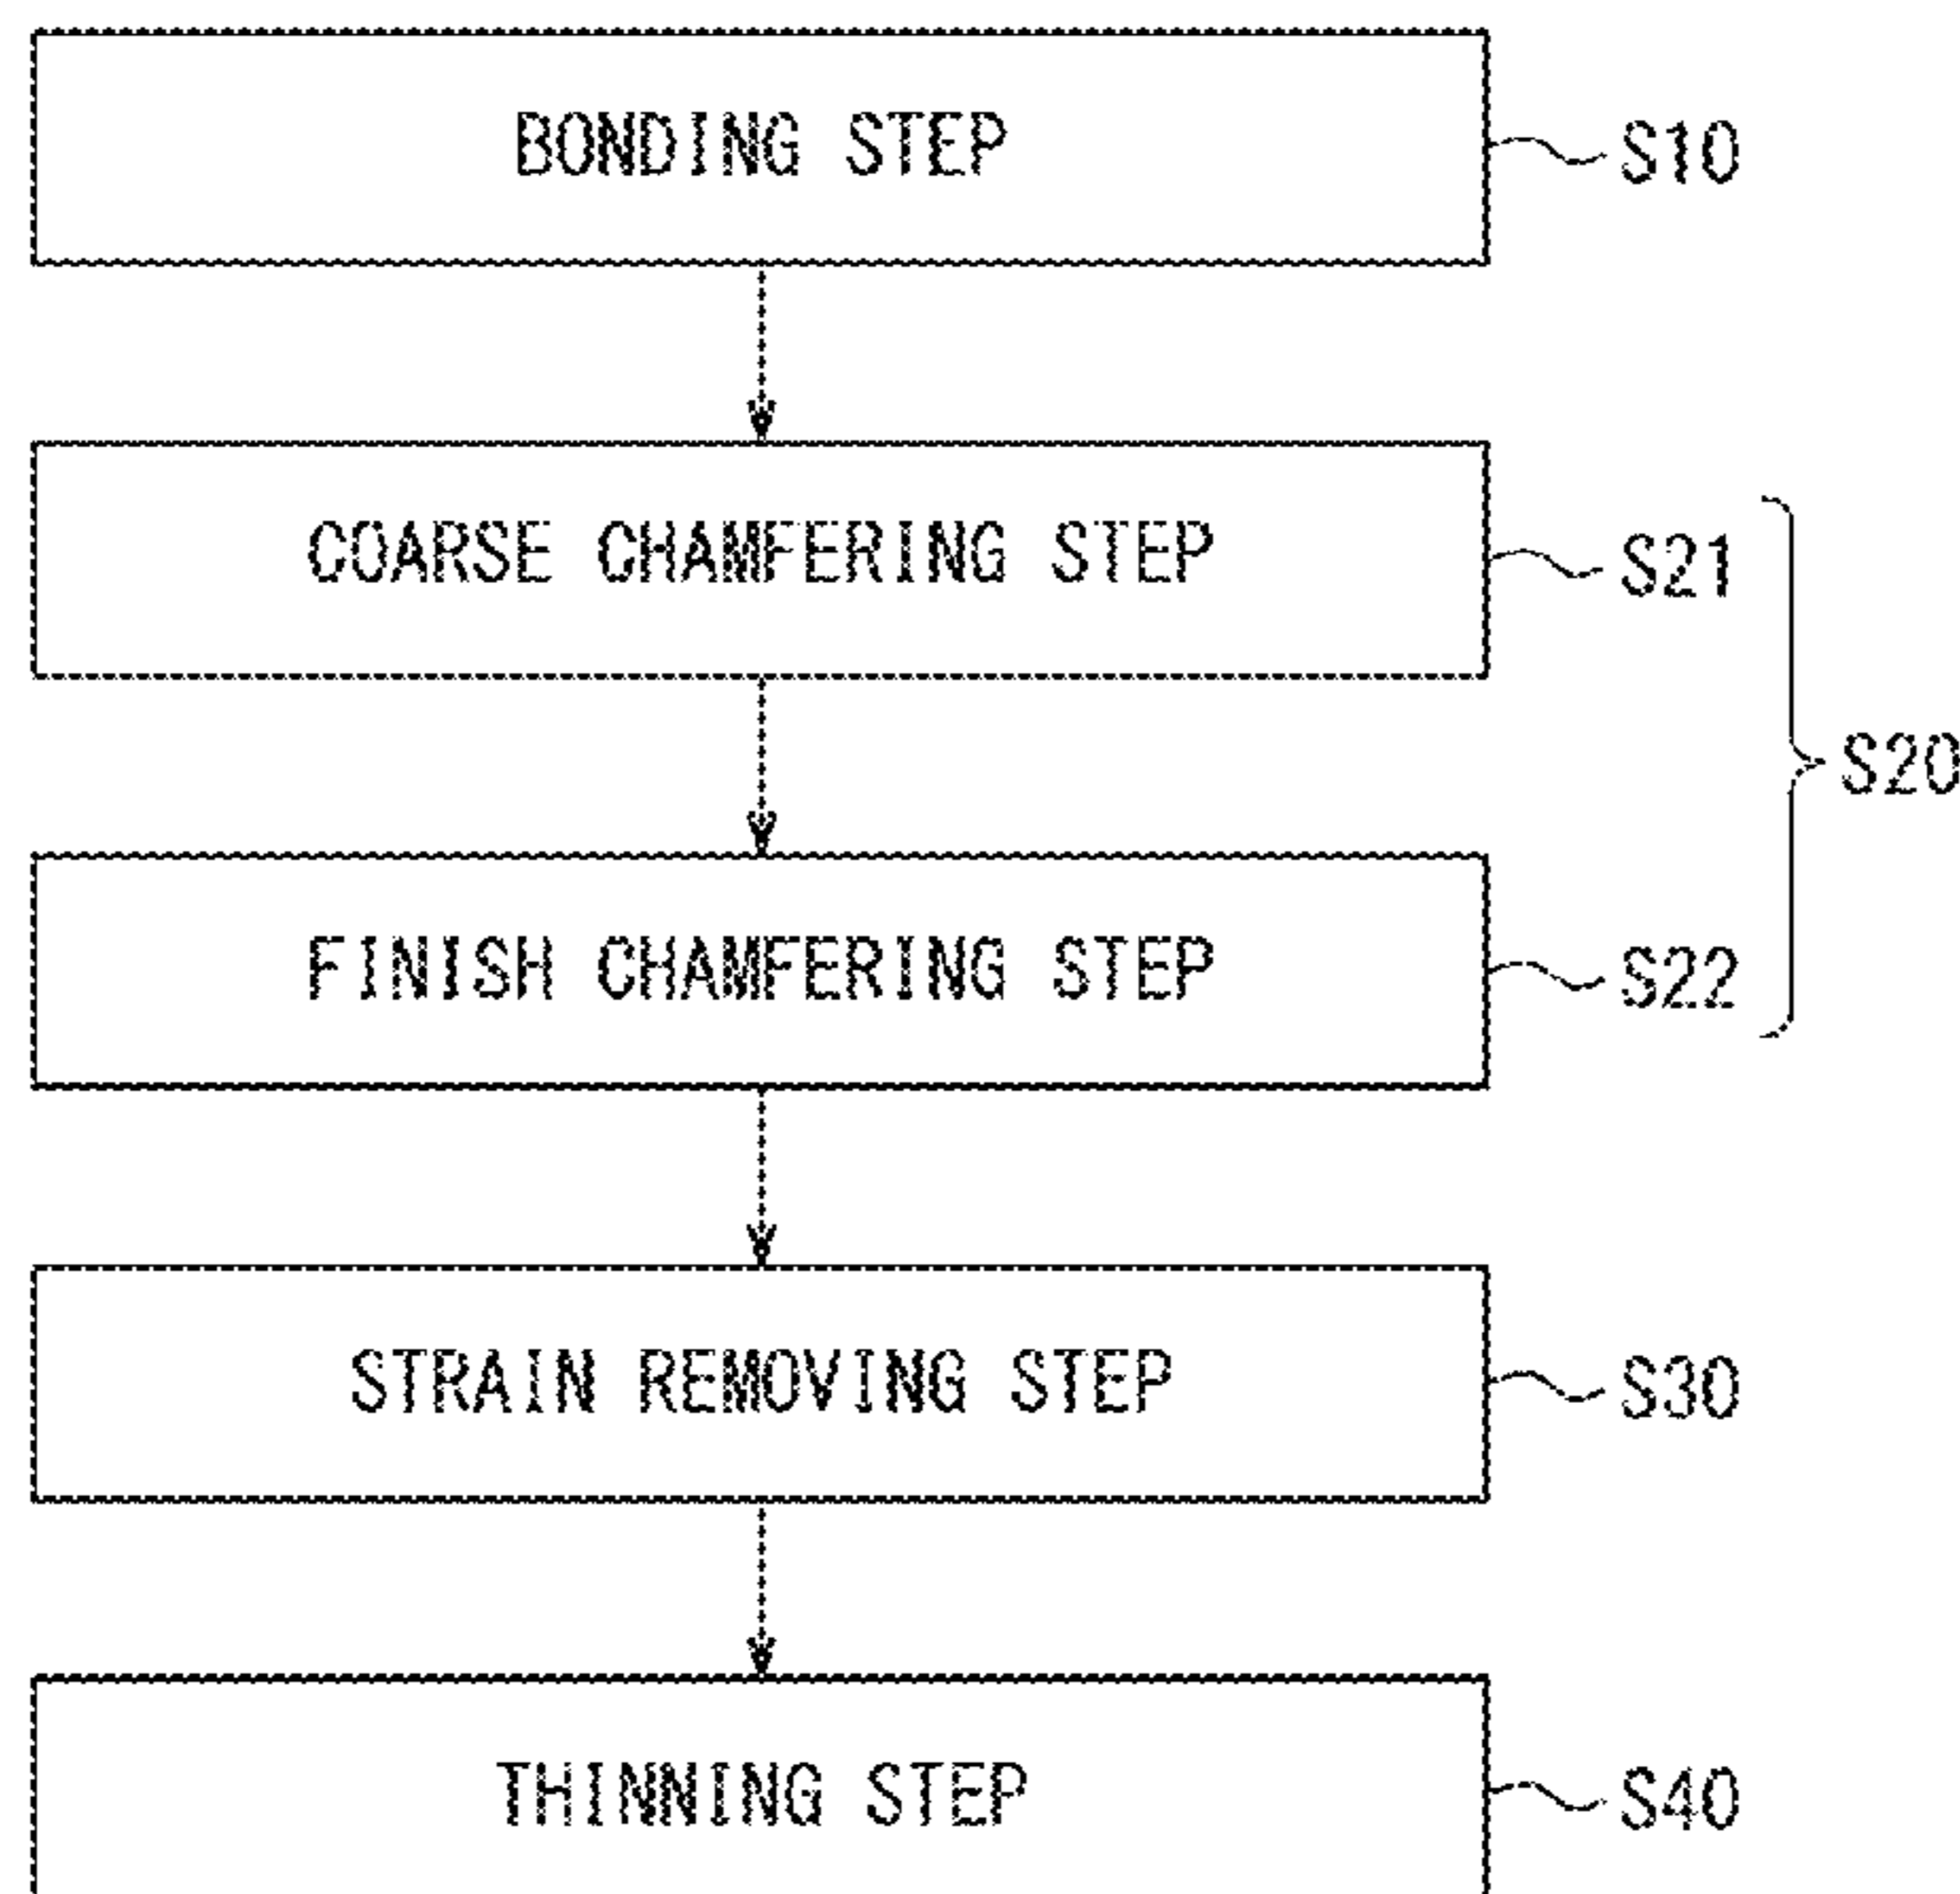 BONDING STEP
S10
COARSE CHAMFERING STEP
S21
S20
FINISH CHAMFERING STEP
S22
STRAIN REMOVING STEP
S30
THINNING STEP
S40